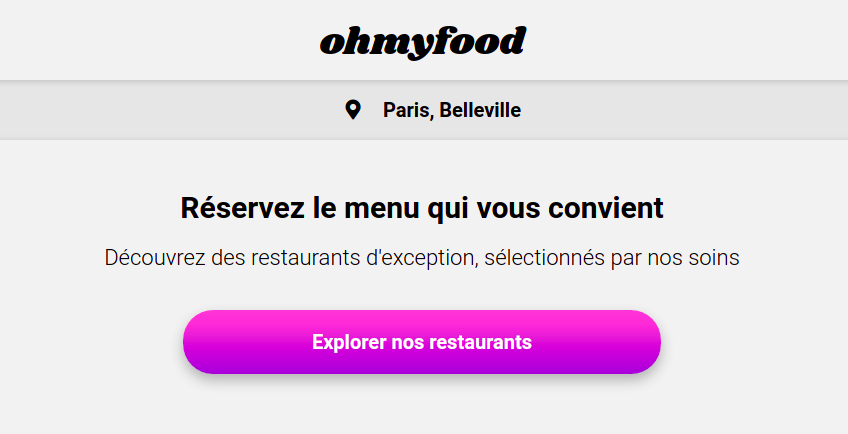 ohmyfood
Paris, Belleville
Réservez le menu qui vous convient
Découvrez des restaurants d'exception, sélectionnés par nos soins
Explorer nos restaurants